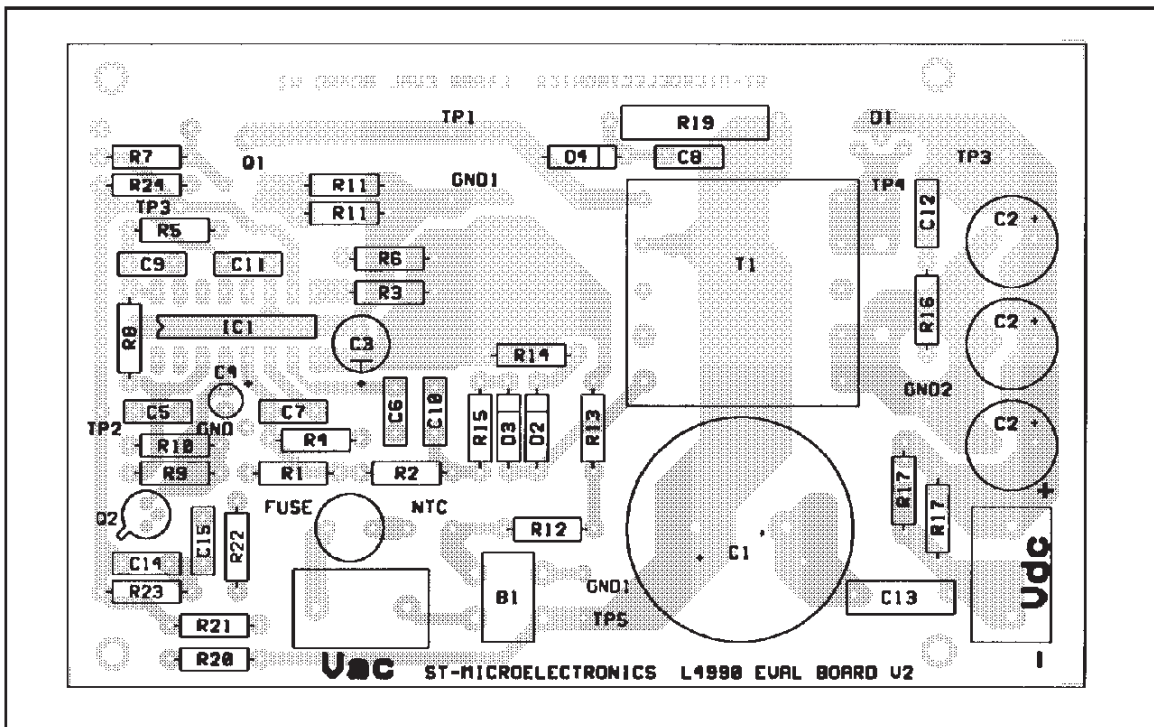 TP1
R19
D1
R7
Q1
D4
C8
TP3
R24
R11
GND1
TP4
C12
TP3
R11
R5
C2 +
C9
C11
R6
T1
R3
R8
IC1
R16
C3
C2 +
R14
C4
+
+
GND2
C5
C7
C6
C10
R15
D3
D2
R13
TP2
GND
R10
R4
C2 +
R9
R1
R2
R17
R17
+
FUSE
NTC
Q2
C15
R22
R12
C1
+
C14
GND1
Vdc
R23
B1
C13
TP5
R21
R20
Vac
ST-MICROELECTRONICS L4990 EVAL BOARD V2
-